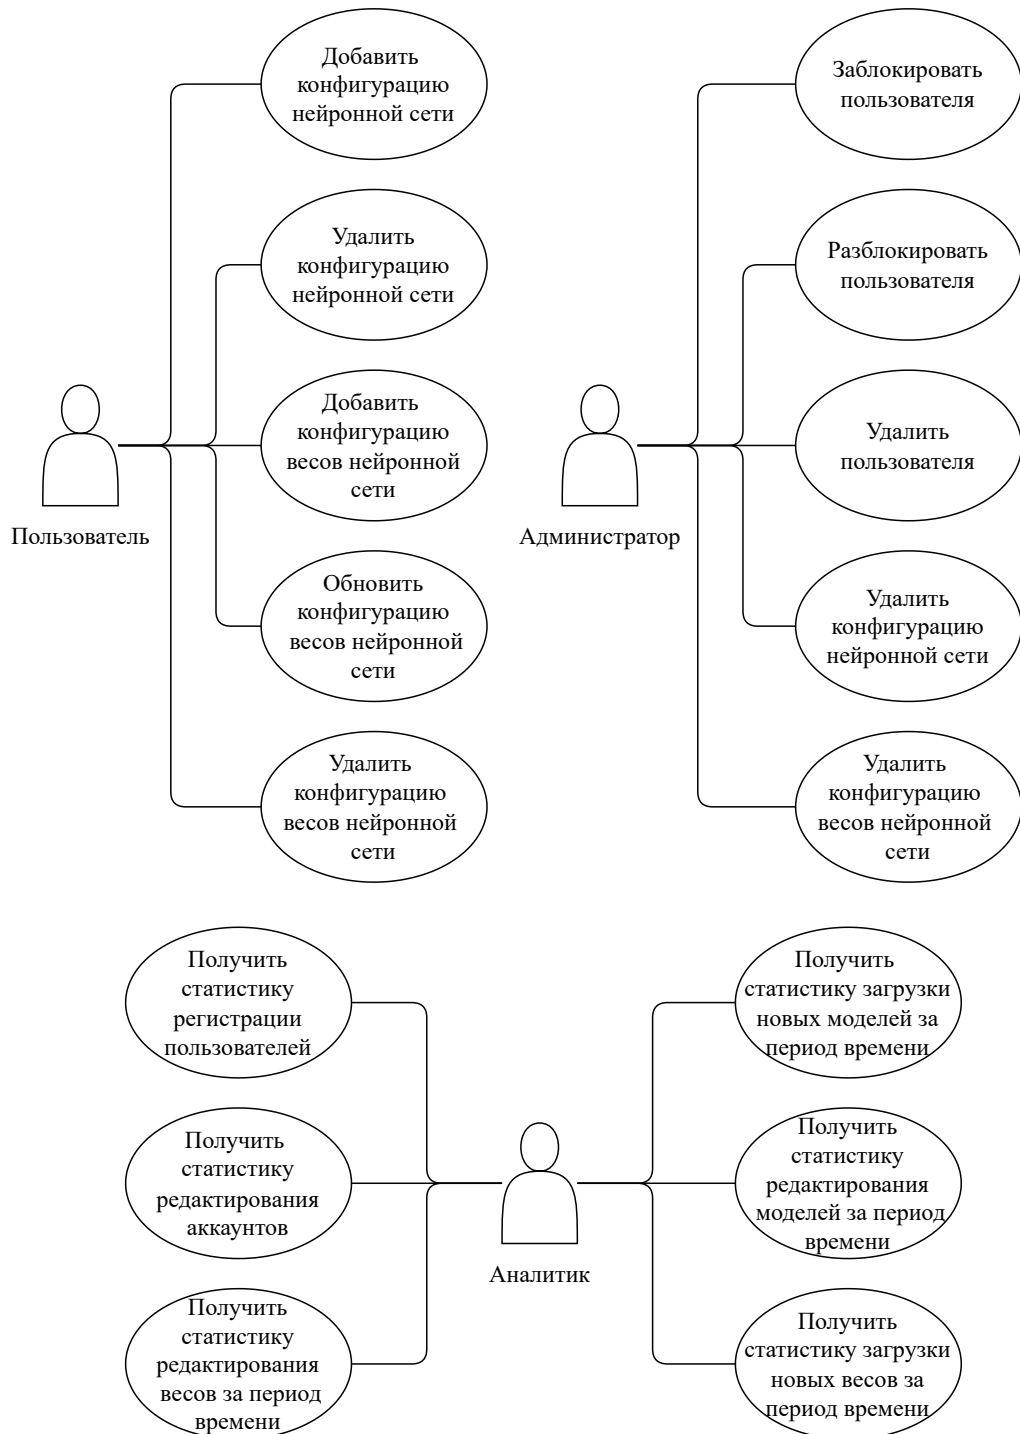 Добавить
конфигурацию
нейронной сети
Удалить
конфигурацию
нейронной сети
Добавить
конфигурацию
весов нейронной
сети
Обновить
конфигурацию
весов нейронной
сети
Удалить
конфигурацию
весов нейронной
сети
Пользователь
Заблокировать
пользователя
Разблокировать
пользователя
Удалить
пользователя
Удалить
конфигурацию
нейронной сети
Удалить
конфигурацию
весов нейронной
сети
Администратор
Получить
статистику
регистрации
пользователей
Получить
статистику
редактирования
аккаунтов
Получить
статистику
редактирования
весов за период
времени
Аналитик
Получить
статистику загрузки
новых моделей за
период времени
Получить
статистику
редактирования
моделей за период
времени
Получить
статистику загрузки
новых весов за
период времени